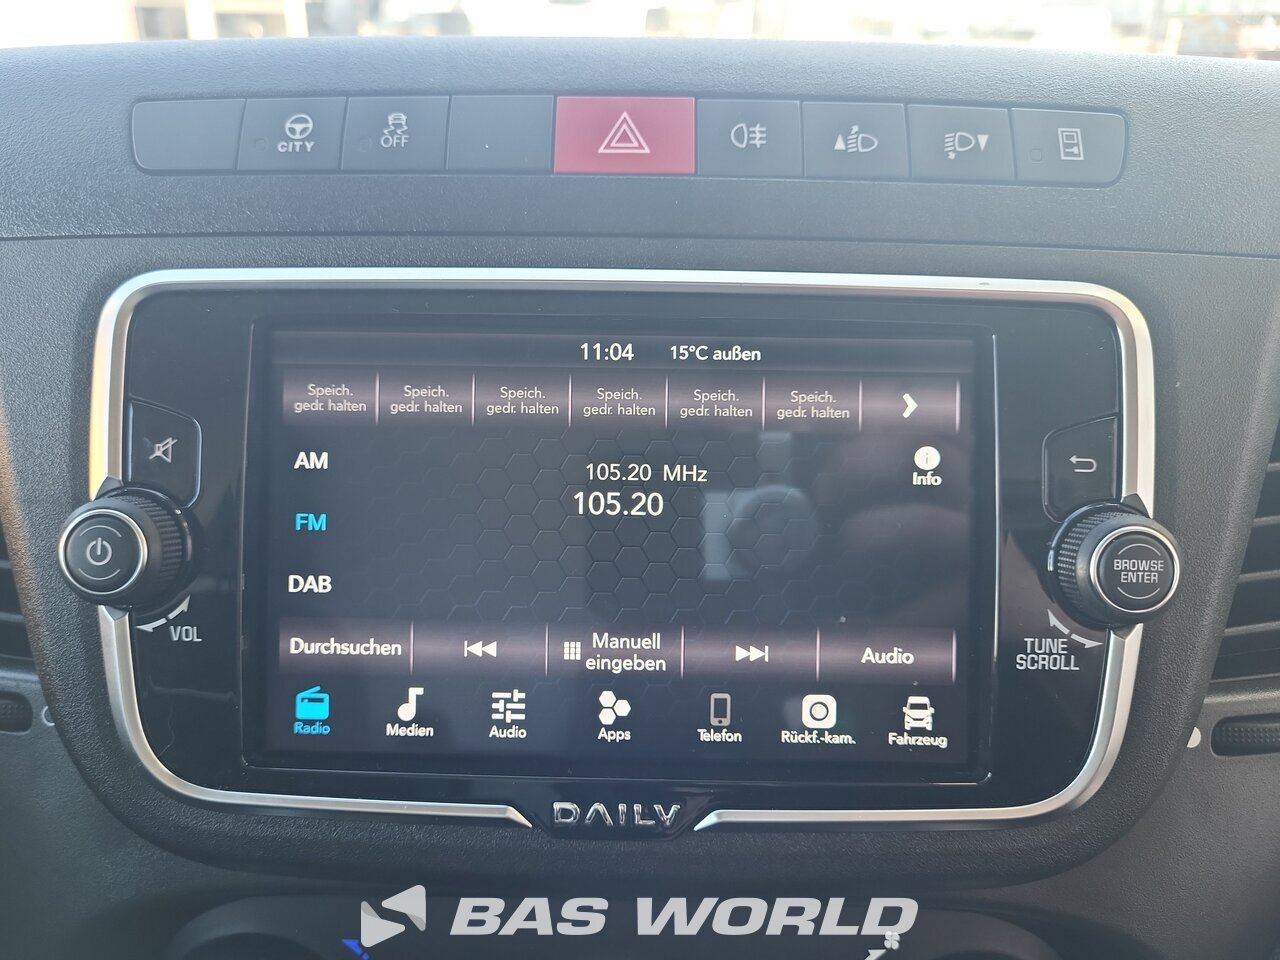 CITY
OFF
11:04 15°C außen
Speich. gedr. halten
Speich. gedr. halten
Speich. gedr. halten
Speich. gedr. halten
Speich. gedr. halten
Speich. gedr. halten
AM
105.20 MHz
Info
105.20
FM
DAB
BROWSE
ENTER
VOL
TUNE
SCROLL
Durchsuchen
Manuell
eingeben
Audio
Radio
Medien
Audio
Apps
Telefon
Rückf.-kam.
Fahrzeug
DAILY
BAS WORLD